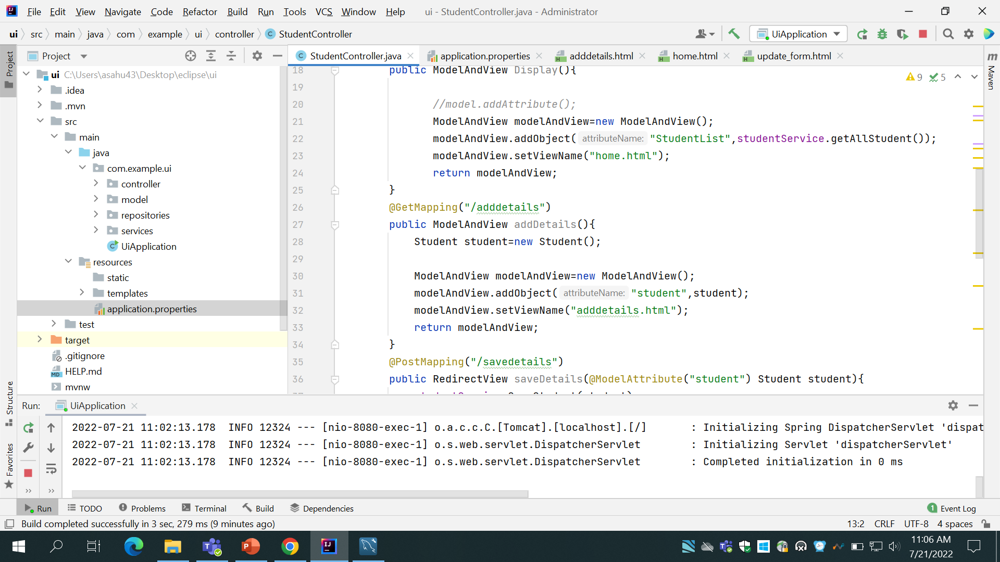 File Edit View Navigate Code Refactor Build Run Tools VCS Window Help ui - StudentController.java - Administrator
ui src main java com example ui controller StudentController UiApplication
Project
StudentController.java application.properties adddetails.html home.html update_form.html
Project
Maven
Structure
Favorites
ui C:\Users\asahu43\Desktop\eclipse\ui
.idea
.mvn
src
main
java
com.example.ui
controller
model
repositories
services
UiApplication
resources
static
templates
application.properties
test
target
.gitignore
HELP.md
mvnw
9 5
18 public ModelAndView Display(){
19
20 //model.addAttribute();
21 ModelAndView modelAndView=new ModelAndView();
22 modelAndView.addObject( attributeName: "StudentList",studentService.getAllStudent());
23 modelAndView.setViewName("home.html");
24 return modelAndView;
25 }
26 @GetMapping("/adddetails")
27 public ModelAndView addDetails(){
28 Student student=new Student();
29
30 ModelAndView modelAndView=new ModelAndView();
31 modelAndView.addObject( attributeName: "student",student);
32 modelAndView.setViewName("adddetails.html");
33 return modelAndView;
34 }
35 @PostMapping("/savedetails")
36 public RedirectView saveDetails(@ModelAttribute("student") Student student){
Run: UiApplication
2022-07-21 11:02:13.178 INFO 12324 --- [nio-8080-exec-1] o.a.c.c.C.[Tomcat].[localhost].[/] : Initializing Spring DispatcherServlet 'dispat
2022-07-21 11:02:13.178 INFO 12324 --- [nio-8080-exec-1] o.s.web.servlet.DispatcherServlet : Initializing Servlet 'dispatcherServlet'
2022-07-21 11:02:13.178 INFO 12324 --- [nio-8080-exec-1] o.s.web.servlet.DispatcherServlet : Completed initialization in 0 ms
Run TODO Problems Terminal Build Dependencies 1 Event Log
Build completed successfully in 3 sec, 279 ms (9 minutes ago) 13:2 CRLF UTF-8 4 spaces
11:06 AM
7/21/2022